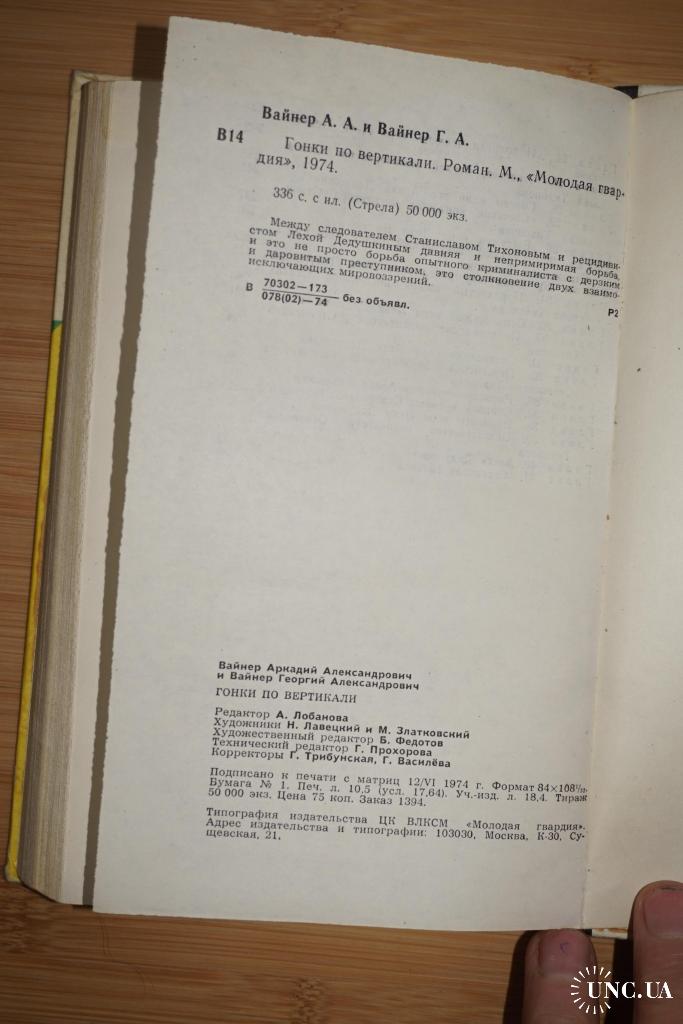 Вайнер А. А. и Вайнер Г. А.
В14
Гонки по вертикали. Роман. М., «Молодая гвар-
дия», 1974.
336 с. с ил. (Стрела) 50 000 экз.
Между следователем Станиславом Тихоновым и рецидиви-
стом Лехой Дедушкиным давняя и непримиримая борьба,
и это не просто борьба опытного криминалиста с дерзким
и даровитым преступником, это столкновение двух взаимо-
исключающих мировоззрений.
В 70302—173
078(02)—74 без объявл.
Р2
Вайнер Аркадий Александрович
и Вайнер Георгий Александрович
ГОНКИ ПО ВЕРТИКАЛИ
Редактор А. Лобанова
Художники Н. Лавецкий и М. Златковский
Художественный редактор Б. Федотов
Технический редактор Г. Прохорова
Корректоры Г. Трибунская, Г. Василёва
Подписано к печати с матриц 12/VI 1974 г. Формат 84×108¹/₃₂.
Бумага № 1. Печ. л. 10,5 (усл. 17,64). Уч.-изд. л. 18,4. Тираж
50 000 экз. Цена 75 коп. Заказ 1394.
Типография издательства ЦК ВЛКСМ «Молодая гвардия».
Адрес издательства и типографии: 103030, Москва, К-30, Су-
щевская, 21.
UNC.UA